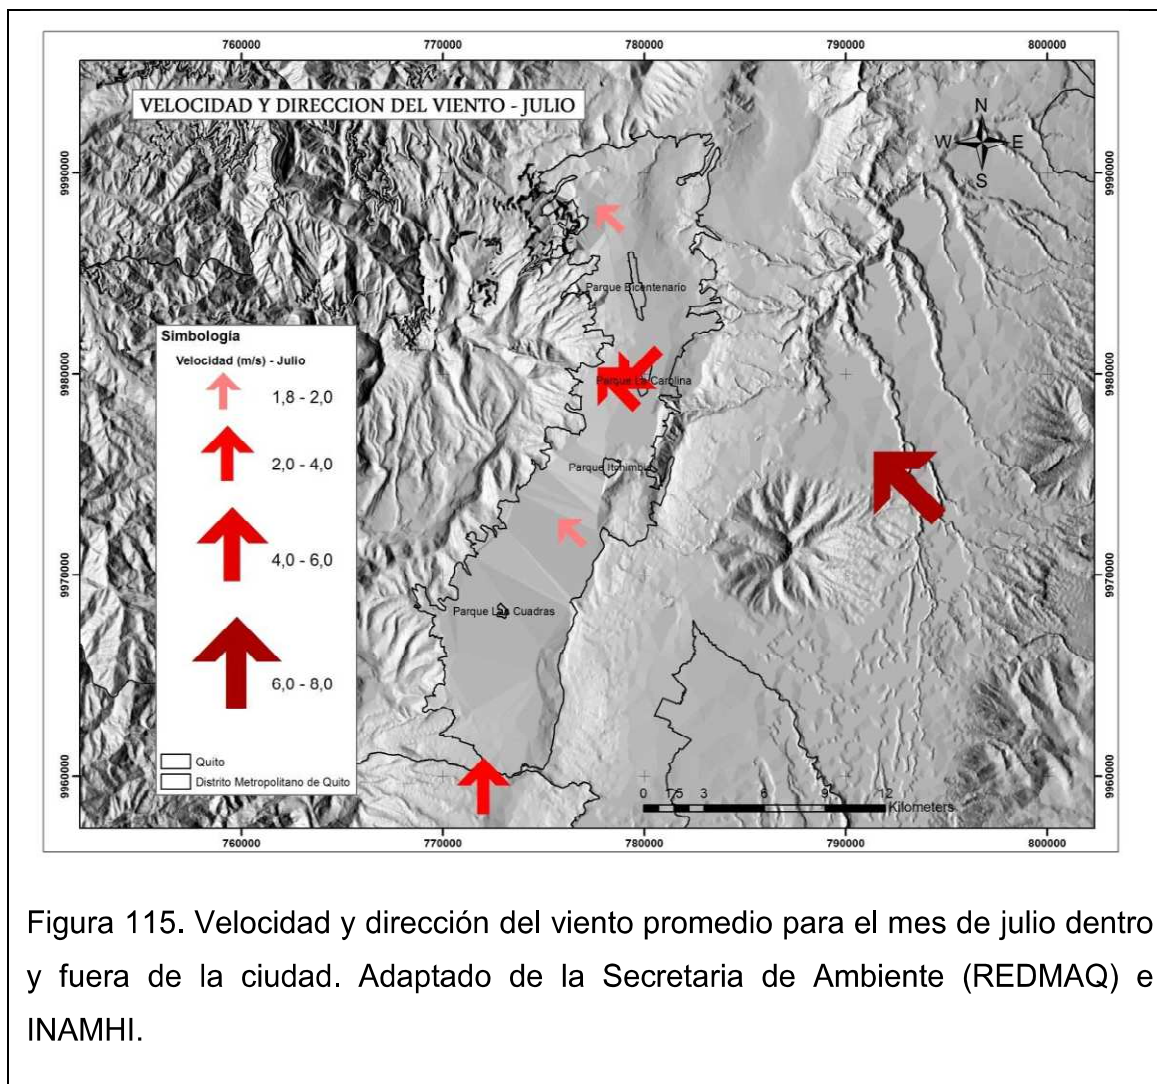 760000 770000 780000 790000 800000
VELOCIDAD Y DIRECCION DEL VIENTO - JULIO
N
W E
S
9990000 9990000
Parque Bicentenario
Simbología
Velocidad (m/s) - Julio
1,8 - 2,0
2,0 - 4,0
4,0 - 6,0
6,0 - 8,0
Quito
Distrito Metropolitano de Quito
9980000 9980000
Parque La Carolina
Parque Itchimbia
9970000 9970000
Parque Las Cuadras
9960000 9960000
0 1,5 3 6 9 12
Kilometers
760000 770000 780000 790000 800000
Figura 115. Velocidad y dirección del viento promedio para el mes de julio dentro
y fuera de la ciudad. Adaptado de la Secretaria de Ambiente (REDMAQ) e
INAMHI.